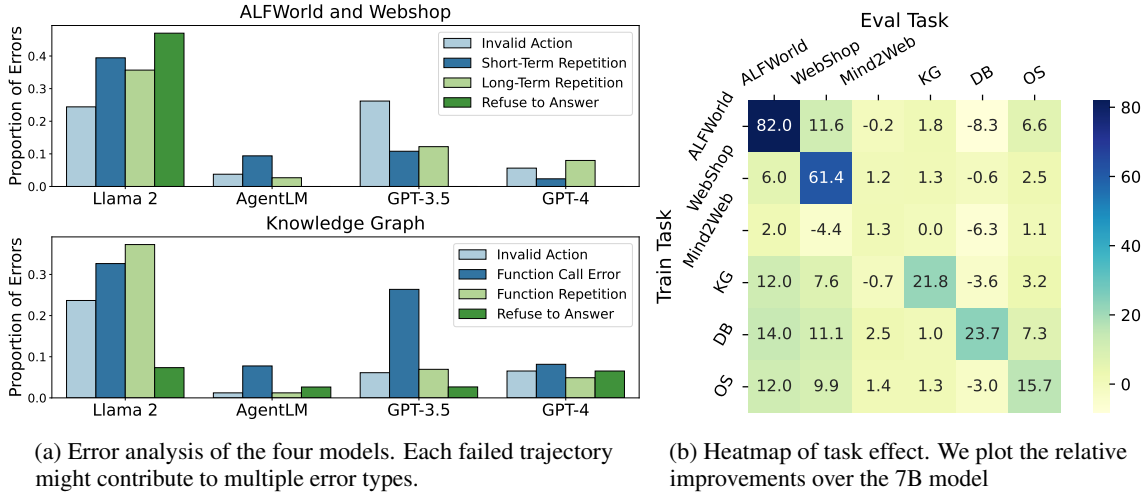 ALFWorld and Webshop
Proportion of Errors
0.4
0.3
0.2
0.1
0.0
Invalid Action
Short-Term Repetition
Long-Term Repetition
Refuse to Answer
Llama 2 AgentLM GPT-3.5 GPT-4
Knowledge Graph
Proportion of Errors
0.3
0.2
0.1
0.0
Invalid Action
Function Call Error
Function Repetition
Refuse to Answer
Llama 2 AgentLM GPT-3.5 GPT-4
(a) Error analysis of the four models. Each failed trajectory
might contribute to multiple error types.
Eval Task
ALFWorld WebShop Mind2Web KG DB OS
Train Task
ALFWorld 82.0 11.6 -0.2 1.8 -8.3 6.6
WebShop 6.0 61.4 1.2 1.3 -0.6 2.5
Mind2Web 2.0 -4.4 1.3 0.0 -6.3 1.1
KG 12.0 7.6 -0.7 21.8 -3.6 3.2
DB 14.0 11.1 2.5 1.0 23.7 7.3
OS 12.0 9.9 1.4 1.3 -3.0 15.7
80
60
40
20
0
(b) Heatmap of task effect. We plot the relative
improvements over the 7B model